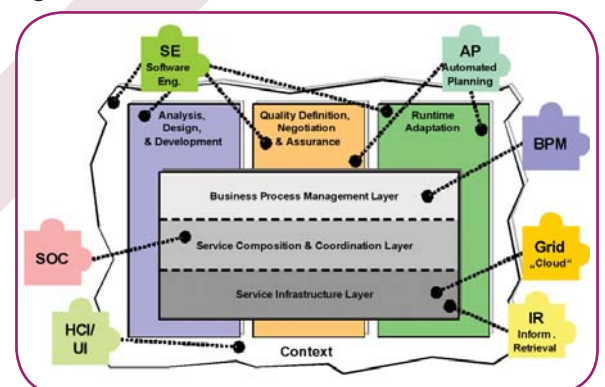 SE
Software
Eng.
AP
Automated
Planning
Analysis,
Design,
& Development
Quality Definition,
Negotiation
& Assurance
Runtime
Adaptation
BPM
Business Process Management Layer
SOC
Service Composition & Coordination Layer
Grid
„Cloud“
Service Infrastructure Layer
HCI/
UI
IR
Inform.
Retrieval
Context